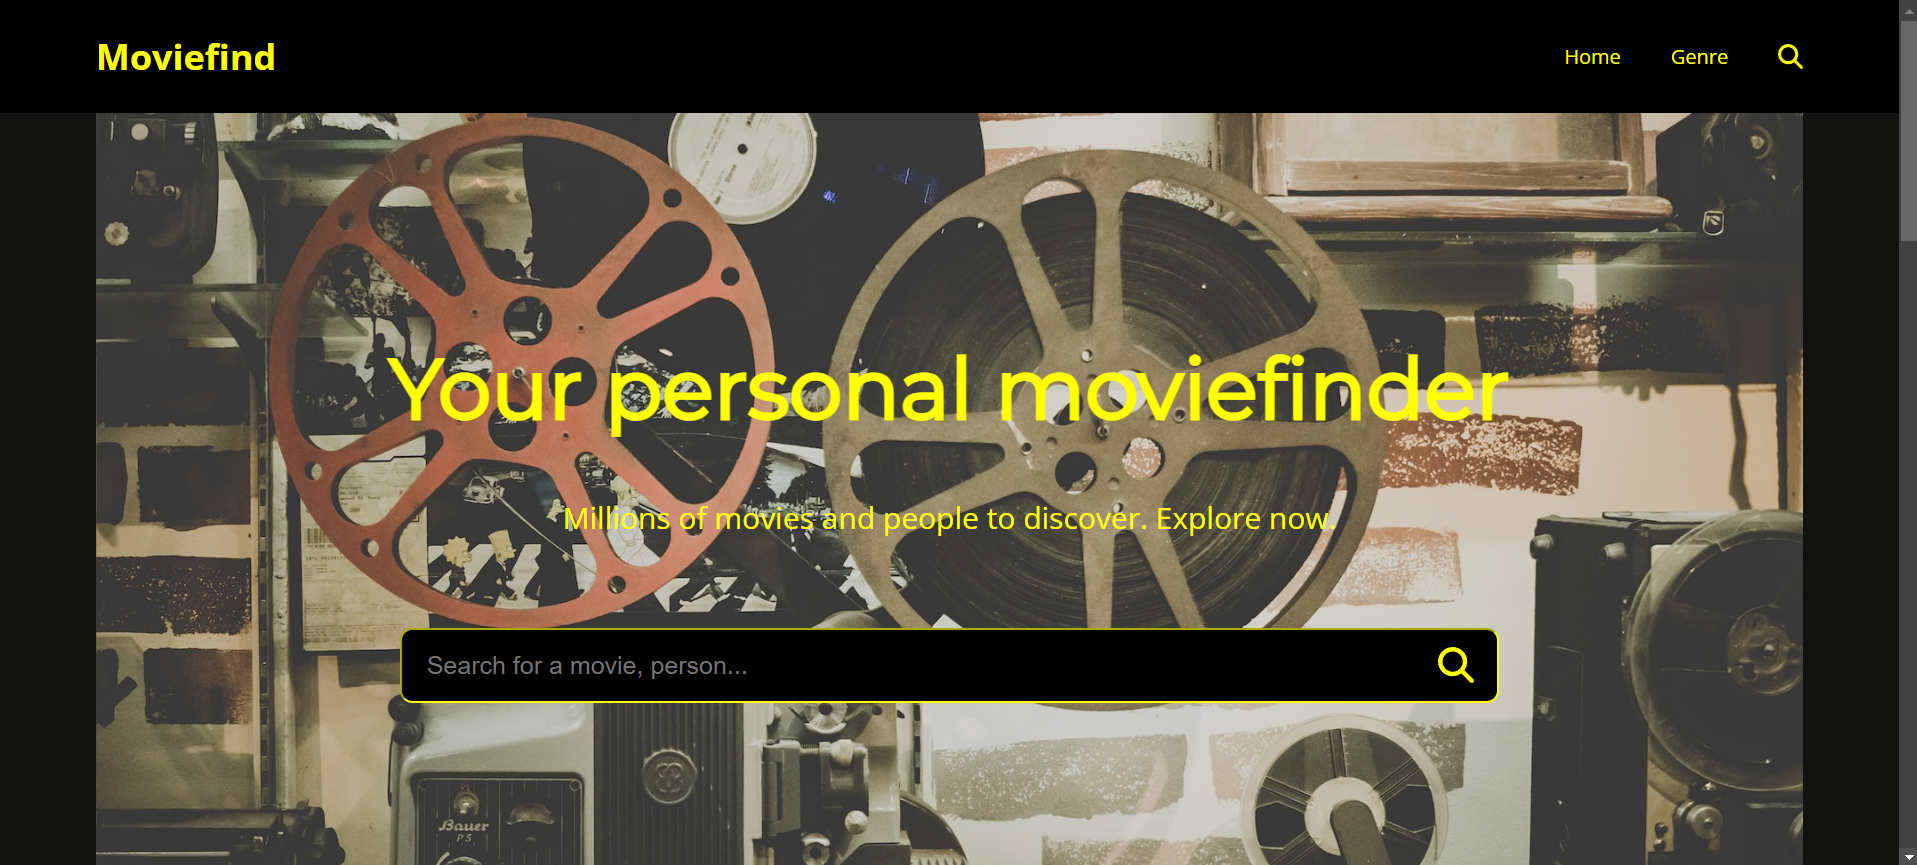 Moviefind
Home
Genre
Stereo
Your personal moviefinder
Millions of movies and people to discover. Explore now.
Search for a movie, person...
Bauer
P5